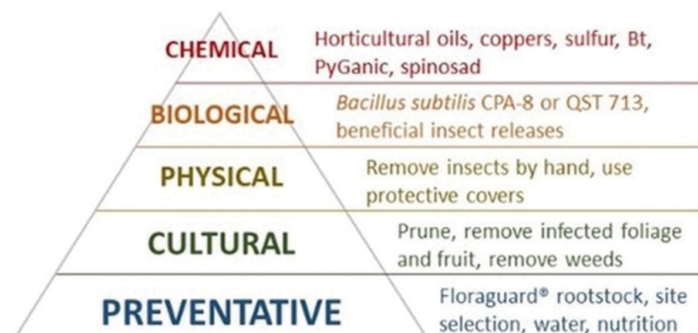 CHEMICAL
Horticultural oils, coppers, sulfur, Bt,
PyGanic, spinosad
BIOLOGICAL
Bacillus subtilis CPA-8 or QST 713,
beneficial insect releases
PHYSICAL
Remove insects by hand, use
protective covers
CULTURAL
Prune, remove infected foliage
and fruit, remove weeds
PREVENTATIVE
Floraguard® rootstock, site
selection, water, nutrition